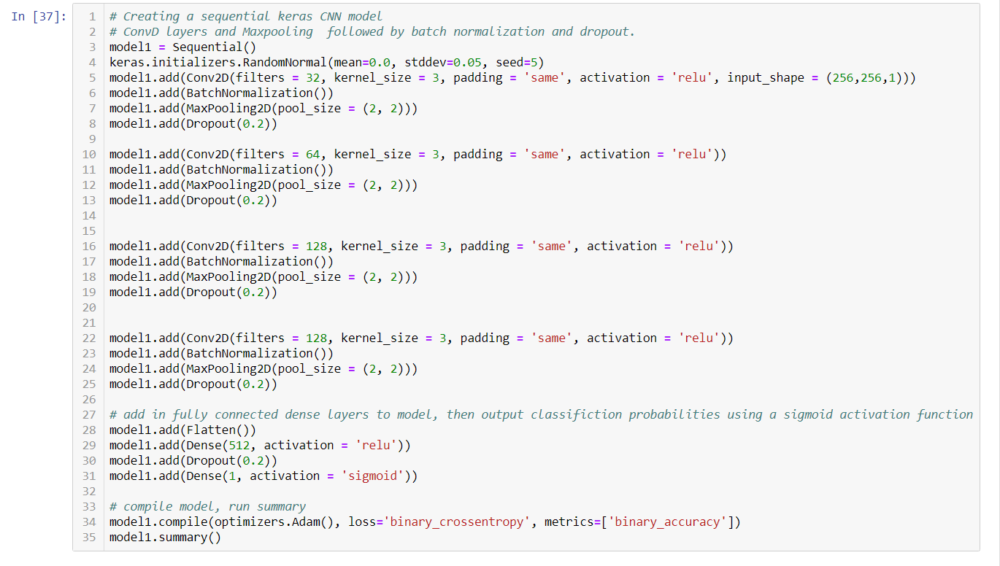 In [37]:
1 # Creating a sequential keras CNN model
2 # ConvD layers and Maxpooling  followed by batch normalization and dropout.
3 model1 = Sequential()
4 keras.initializers.RandomNormal(mean=0.0, stddev=0.05, seed=5)
5 model1.add(Conv2D(filters = 32, kernel_size = 3, padding = 'same', activation = 'relu', input_shape = (256,256,1)))
6 model1.add(BatchNormalization())
7 model1.add(MaxPooling2D(pool_size = (2, 2)))
8 model1.add(Dropout(0.2))
9
10 model1.add(Conv2D(filters = 64, kernel_size = 3, padding = 'same', activation = 'relu'))
11 model1.add(BatchNormalization())
12 model1.add(MaxPooling2D(pool_size = (2, 2)))
13 model1.add(Dropout(0.2))
14
15
16 model1.add(Conv2D(filters = 128, kernel_size = 3, padding = 'same', activation = 'relu'))
17 model1.add(BatchNormalization())
18 model1.add(MaxPooling2D(pool_size = (2, 2)))
19 model1.add(Dropout(0.2))
20
21
22 model1.add(Conv2D(filters = 128, kernel_size = 3, padding = 'same', activation = 'relu'))
23 model1.add(BatchNormalization())
24 model1.add(MaxPooling2D(pool_size = (2, 2)))
25 model1.add(Dropout(0.2))
26
27 # add in fully connected dense layers to model, then output classifiction probabilities using a sigmoid activation function
28 model1.add(Flatten())
29 model1.add(Dense(512, activation = 'relu'))
30 model1.add(Dropout(0.2))
31 model1.add(Dense(1, activation = 'sigmoid'))
32
33 # compile model, run summary
34 model1.compile(optimizers.Adam(), loss='binary_crossentropy', metrics=['binary_accuracy'])
35 model1.summary()